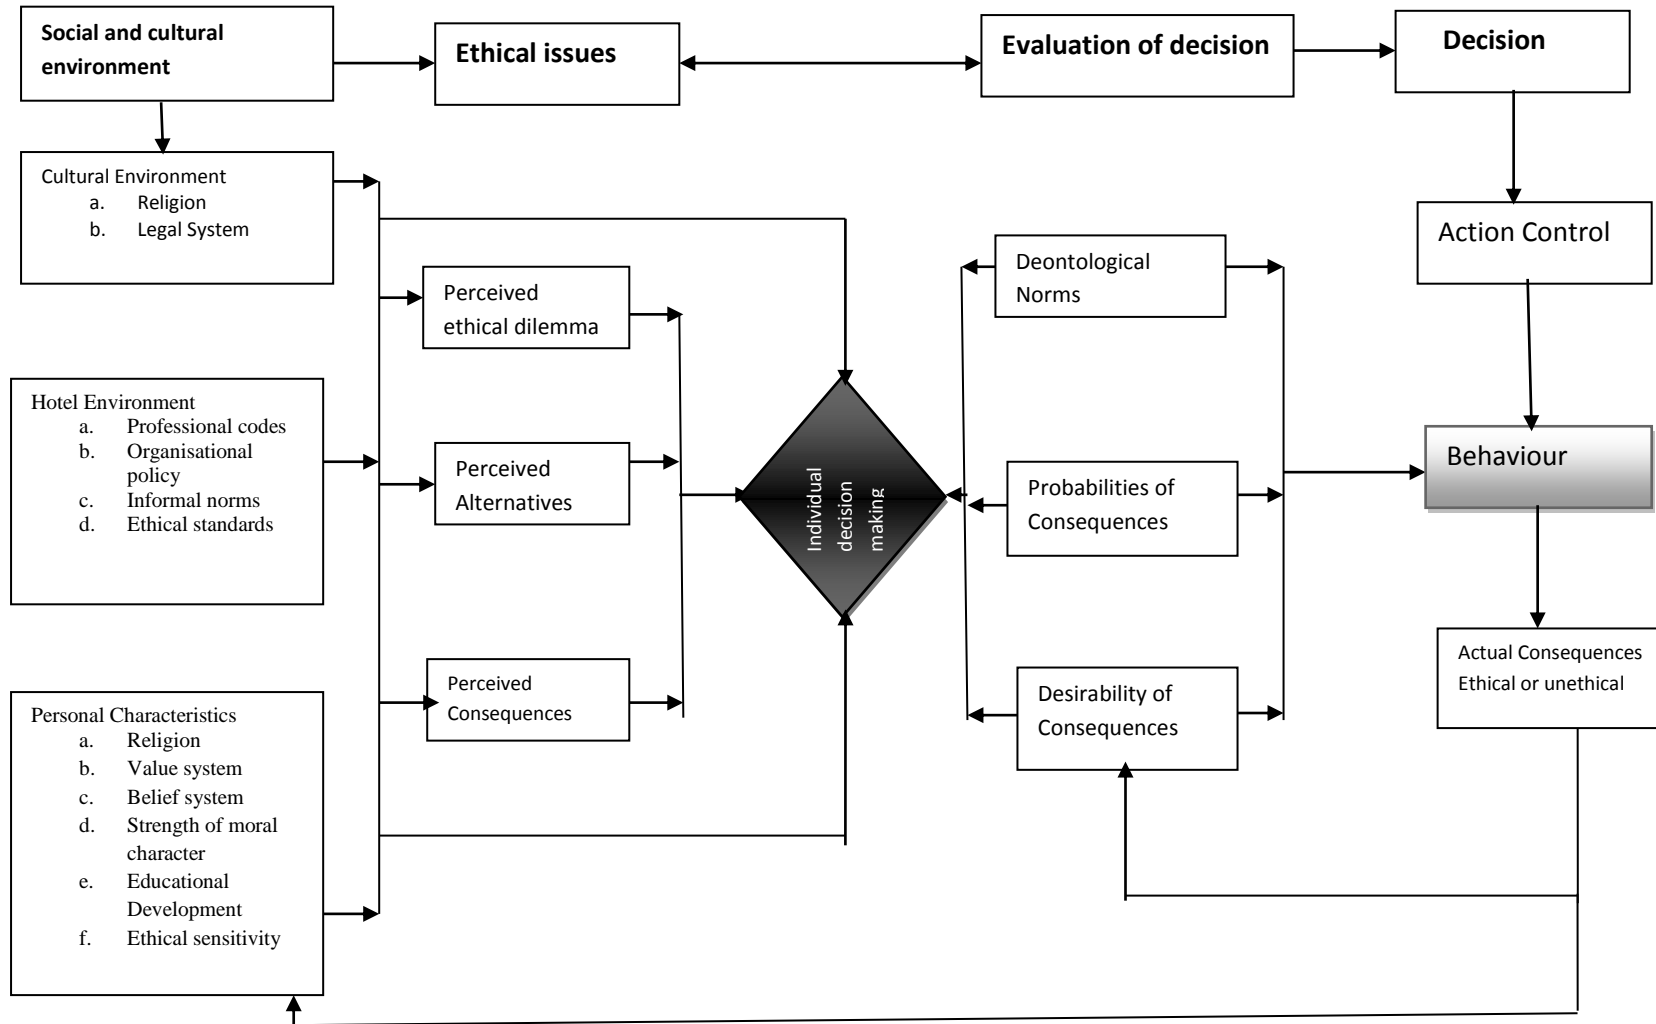 Social and cultural
environment
Ethical issues
Evaluation of decision
Decision
Cultural Environment
a. Religion
b. Legal System
Hotel Environment
a. Professional codes
b. Organisational
policy
c. Informal norms
d. Ethical standards
Personal Characteristics
a. Religion
b. Value system
c. Belief system
d. Strength of moral
character
e. Educational
Development
f. Ethical sensitivity
Perceived
ethical dilemma
Perceived
Alternatives
Perceived
Consequences
Individual
decision
making
Deontological
Norms
Probabilities of
Consequences
Desirability of
Consequences
Action Control
Behaviour
Actual Consequences
Ethical or unethical